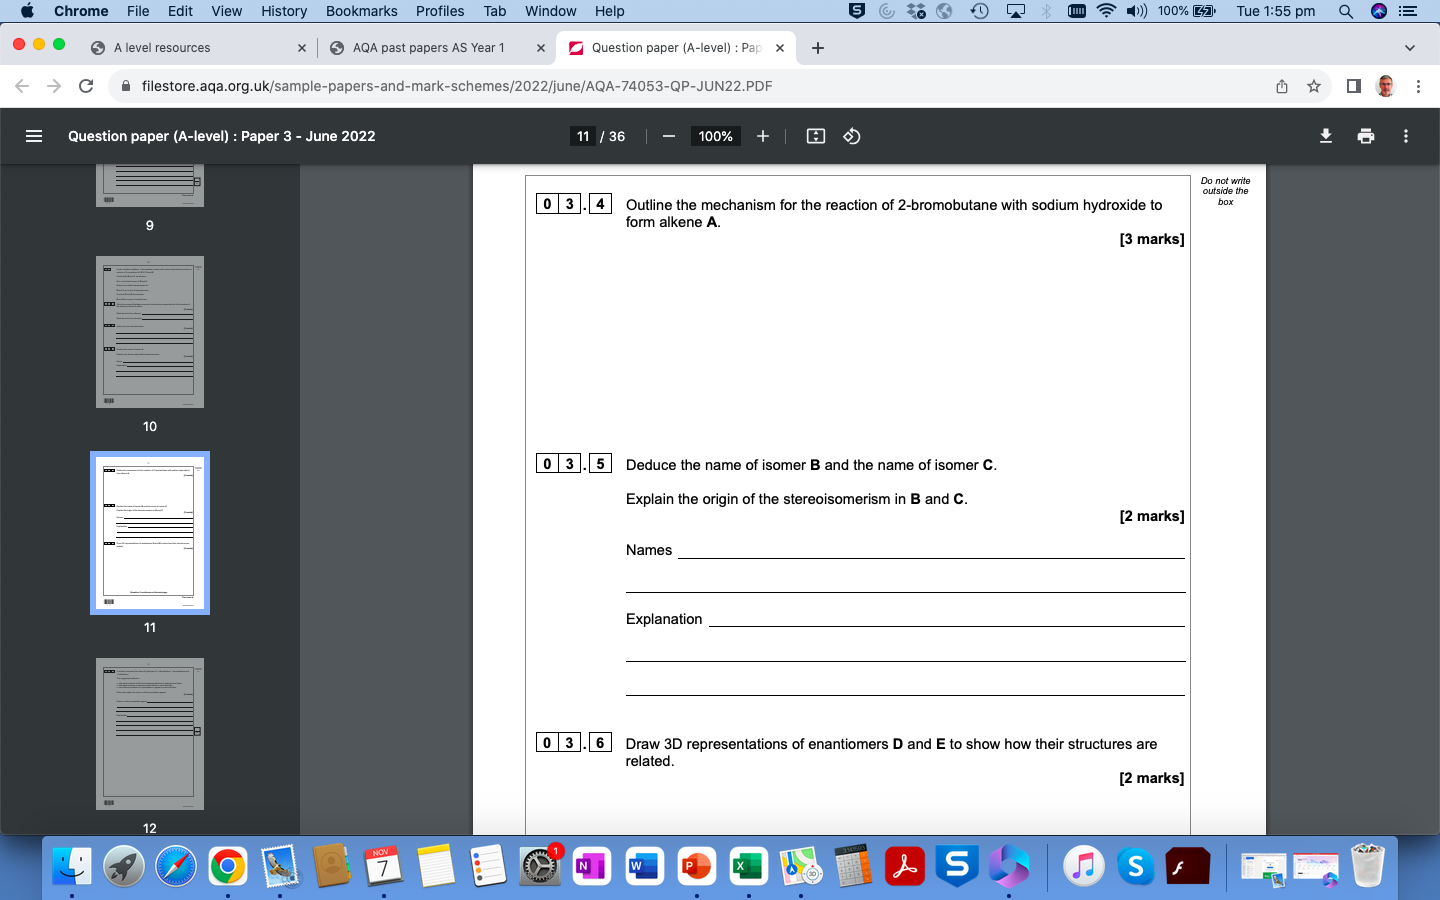 Chrome File Edit View History Bookmarks Profiles Tab Window Help 100% Tue 1:55 pm
A level resources AQA past papers AS Year 1 Question paper (A-level) : Pap
filestore.aqa.org.uk/sample-papers-and-mark-schemes/2022/june/AQA-74053-QP-JUN22.PDF
Question paper (A-level) : Paper 3 - June 2022 11 / 36 100%
9
10
11
12
Do not write
outside the
box
0 3 . 4 Outline the mechanism for the reaction of 2-bromobutane with sodium hydroxide to
form alkene A.
[3 marks]
0 3 . 5 Deduce the name of isomer B and the name of isomer C.
Explain the origin of the stereoisomerism in B and C.
[2 marks]
Names
Explanation
0 3 . 6 Draw 3D representations of enantiomers D and E to show how their structures are
related.
[2 marks]
NOV
7
1
N
W
P
X
3D
S
S